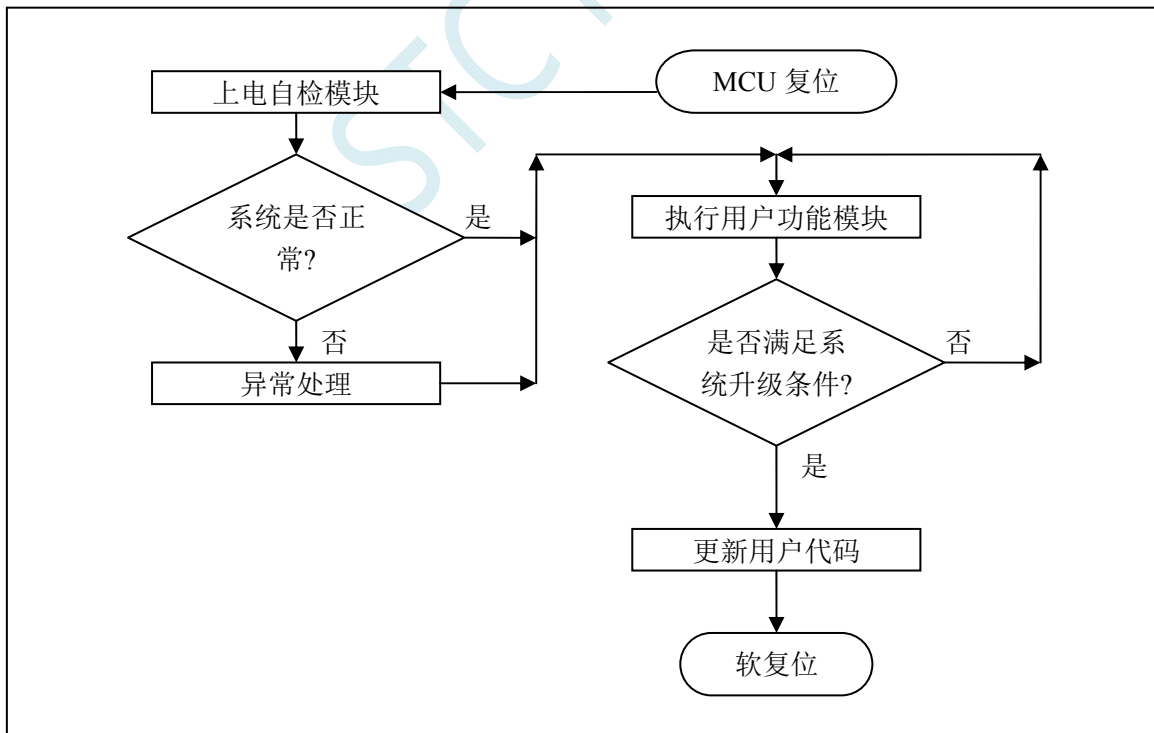 MCU 复位
上电自检模块
系统是否正
常?
是
否
异常处理
执行用户功能模块
是否满足系
统升级条件?
否
是
更新用户代码
软复位
STC